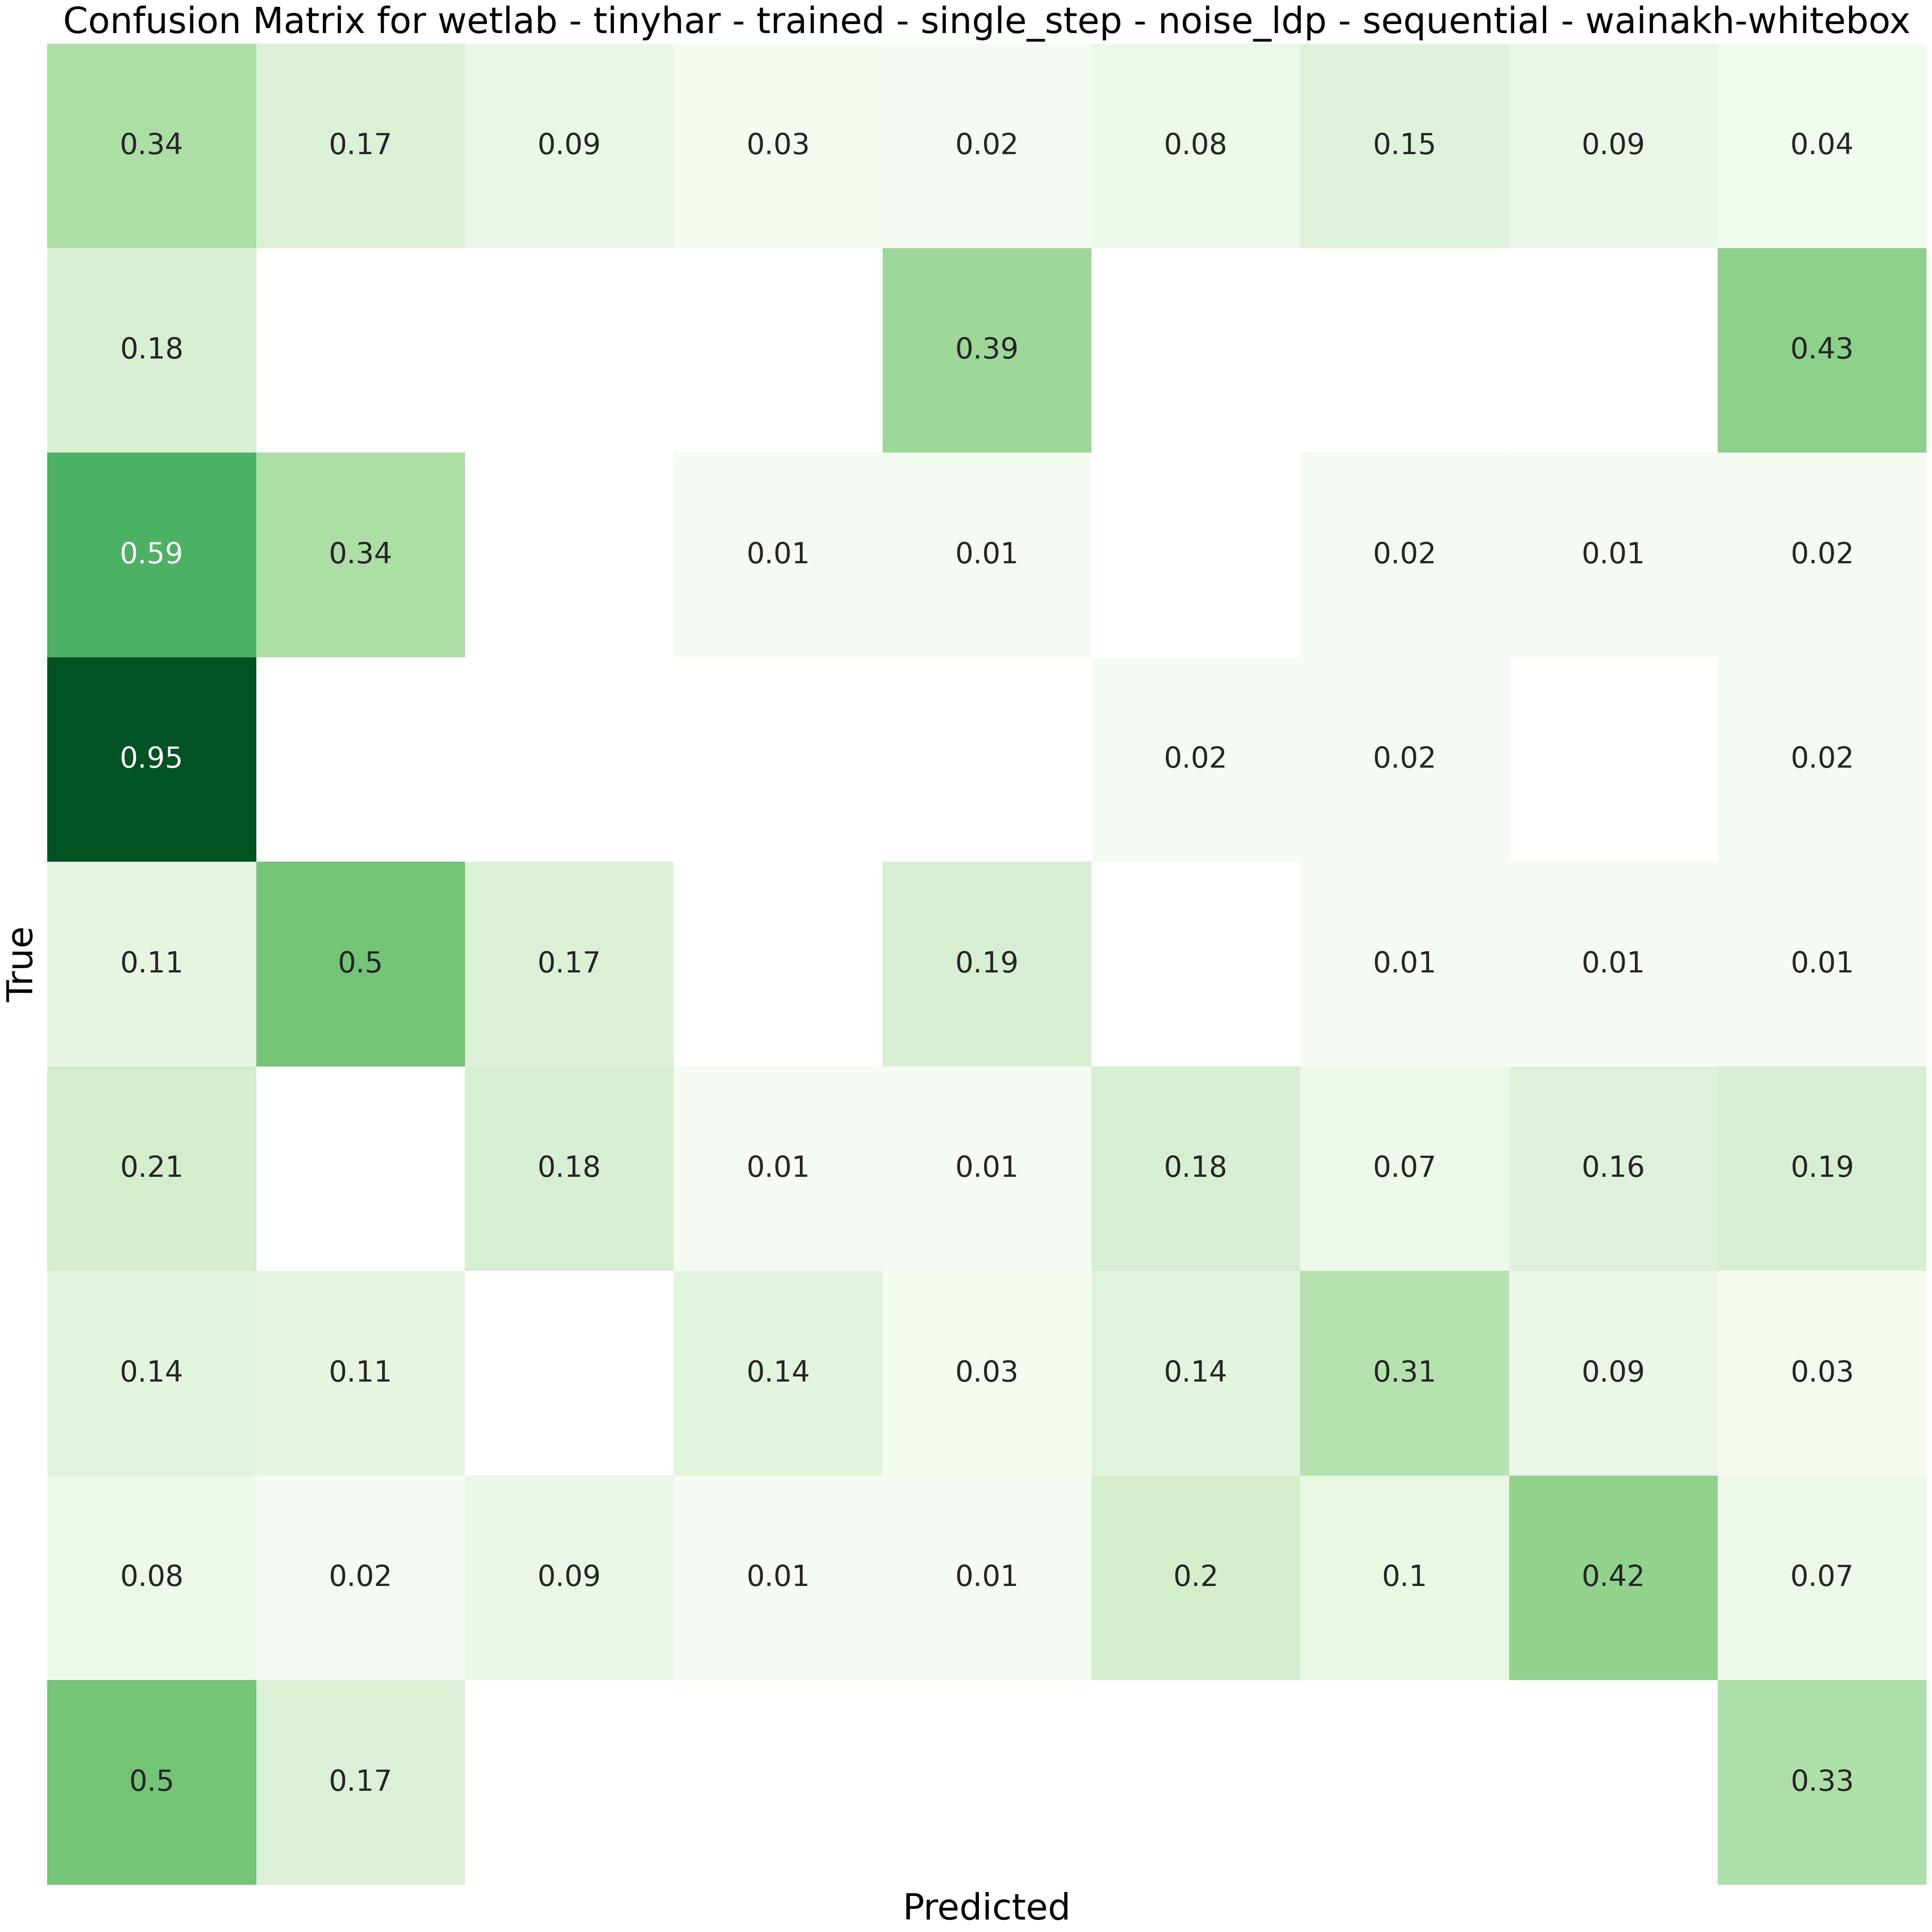 Confusion Matrix for wetlab - tinyhar - trained - single_step - noise_ldp - sequential - wainakh-whitebox
0.34 0.17 0.09 0.03 0.02 0.08 0.15 0.09 0.04
0.18 0.39 0.43
0.59 0.34 0.01 0.01 0.02 0.01 0.02
0.95 0.02 0.02 0.02
0.11 0.5 0.17 0.19 0.01 0.01 0.01
True
0.21 0.18 0.01 0.01 0.18 0.07 0.16 0.19
0.14 0.11 0.14 0.03 0.14 0.31 0.09 0.03
0.08 0.02 0.09 0.01 0.01 0.2 0.1 0.42 0.07
0.5 0.17 0.33
Predicted